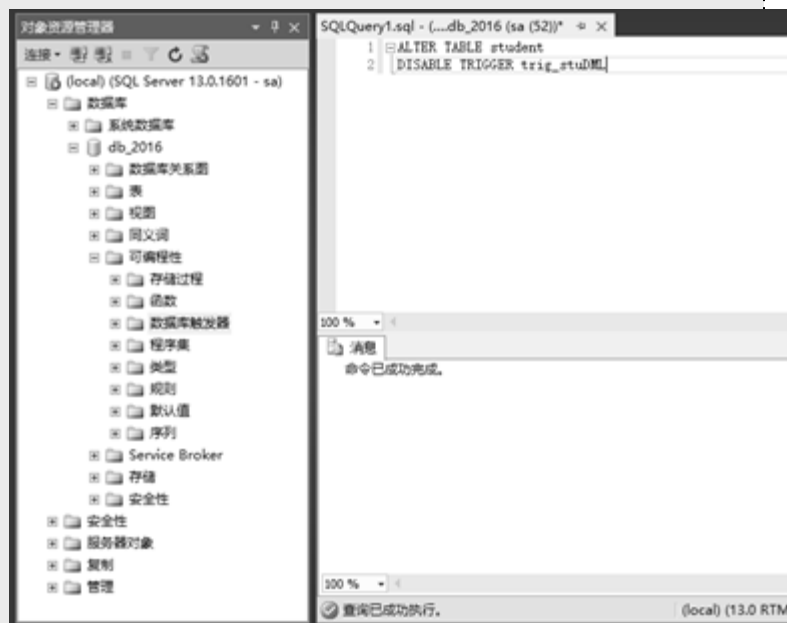 对象资源管理器
连接
(local) (SQL Server 13.0.1601 - sa)
数据库
系统数据库
db_2016
数据库关系图
表
视图
同义词
可编程性
存储过程
函数
数据库触发器
程序集
类型
规则
默认值
序列
Service Broker
存储
安全性
安全性
服务器对象
复制
管理
SQLQuery1.sql - (....db_2016 (sa (52))*
1 ALTER TABLE student
2 DISABLE TRIGGER trig_stuDML
100 %
消息
命令已成功完成。
100 %
查询已成功执行。
(local) (13.0 RTM